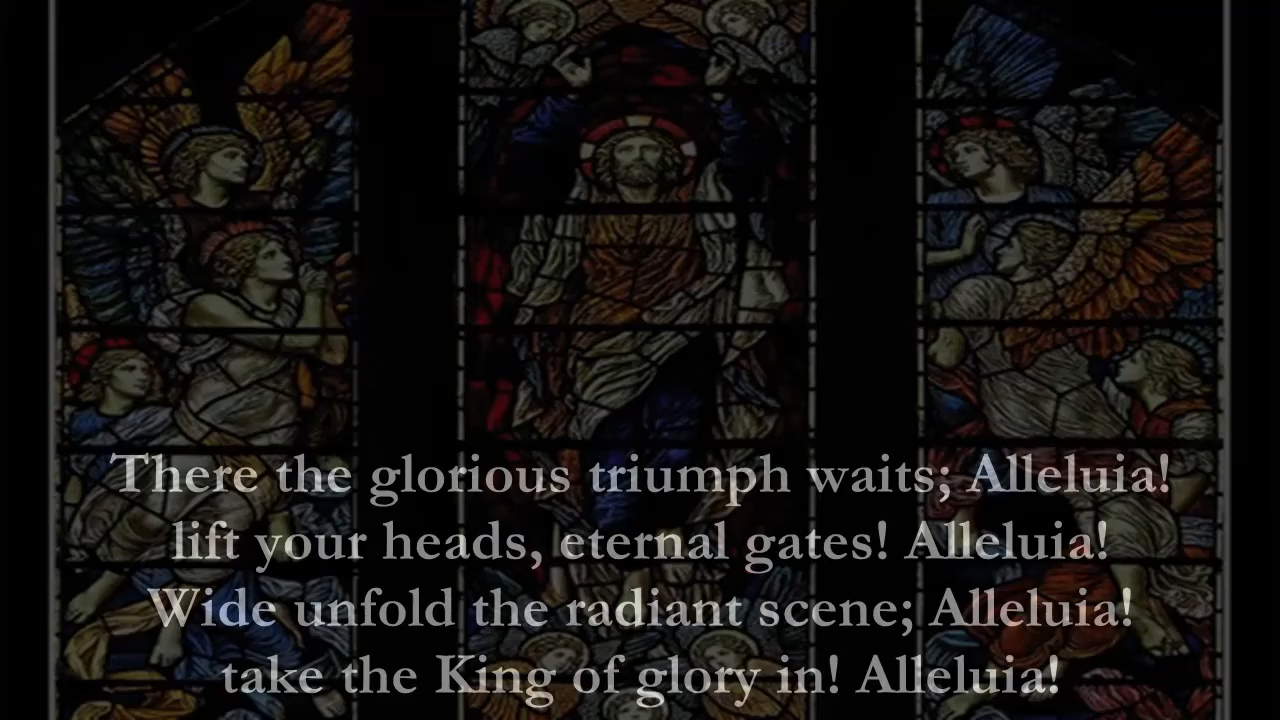 There the glorious triumph waits; Alleluia!
lift your heads, eternal gates! Alleluia!
Wide unfold the radiant scene; Alleluia!
take the King of glory in! Alleluia!